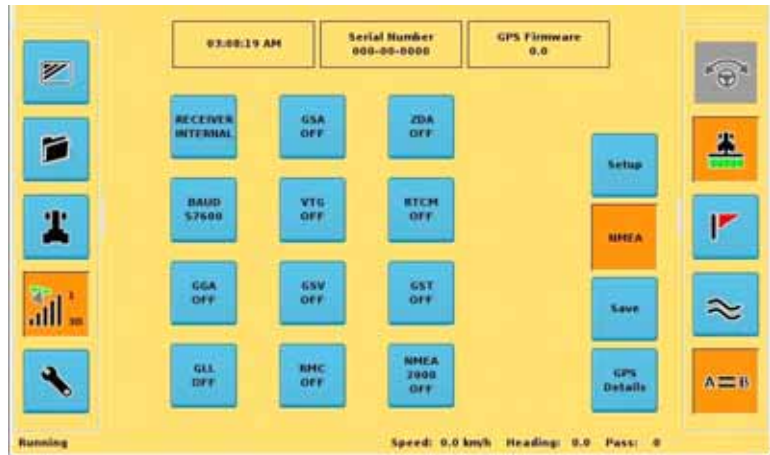 03:08:19 AM
Serial Number
000-00-0000
GPS Firmware
0.0
RECEIVER
INTERNAL
GSA
OFF
ZDA
OFF
Setup
BAUD
57600
VTG
OFF
RTCM
OFF
NMEA
GGA
OFF
GSV
OFF
GST
OFF
Save
1
3D
GLL
OFF
RMC
OFF
NMEA
2000
OFF
GPS
Details
A B
Running
Speed: 0.0 km/h Heading: 0.0 Pass: 0